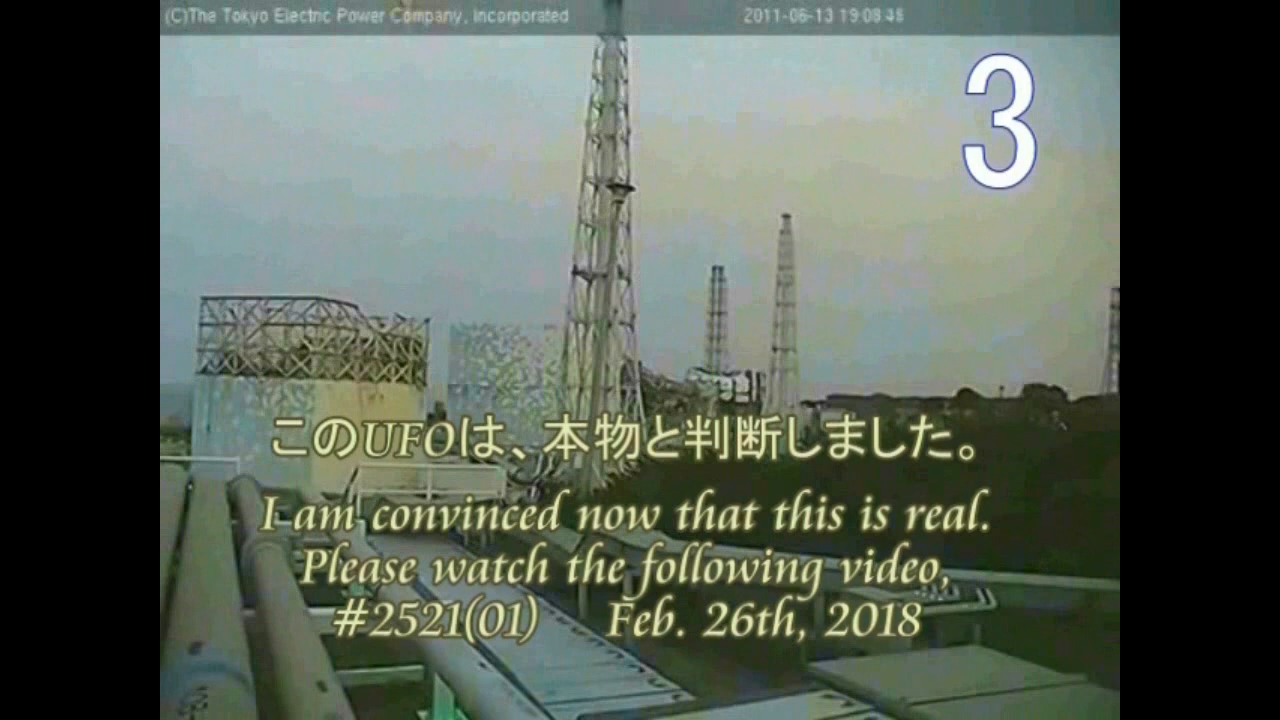 (C)The Tokyo Electric Power Company, Incorporated 2011-06-13 19:08:48
3
このUFOは、本物と判断しました。
I am convinced now that this is real.
Please watch the following video,
#2521(01) Feb. 26th, 2018